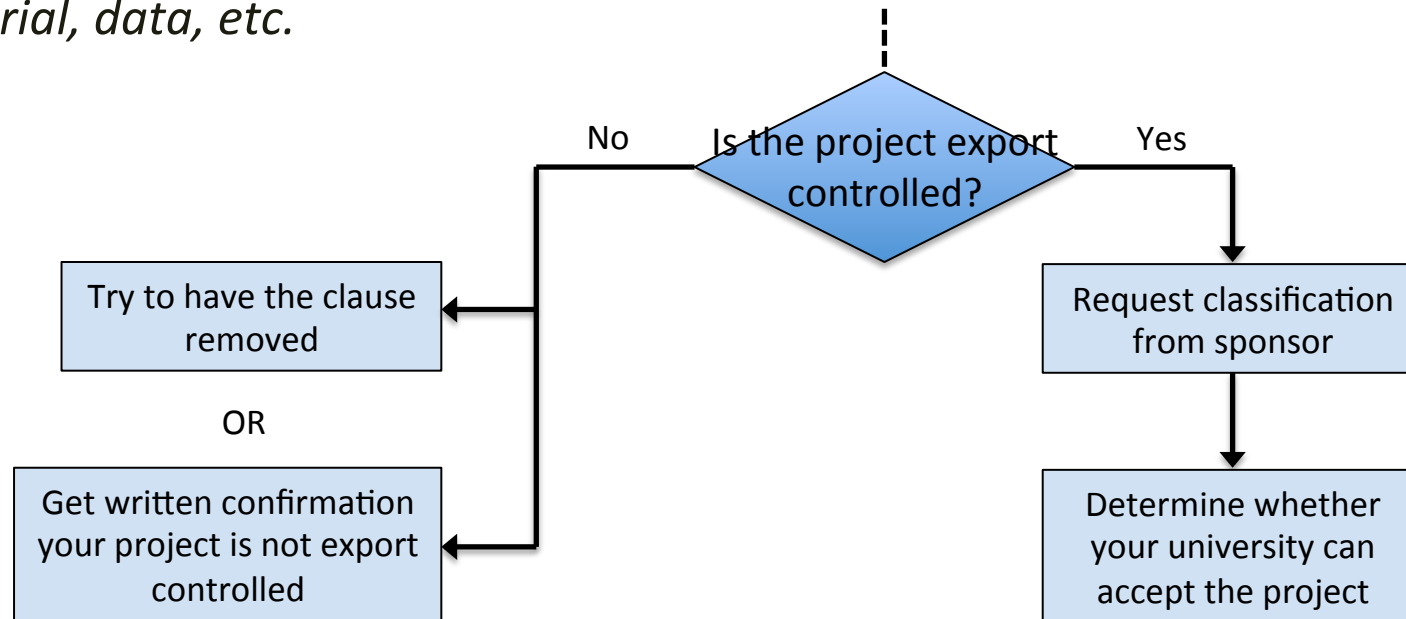 rial, data, etc.
No
Is the project export
controlled?
Yes
Try to have the clause
removed
Request classification
from sponsor
OR
Get written confirmation
your project is not export
controlled
Determine whether
your university can
accept the project